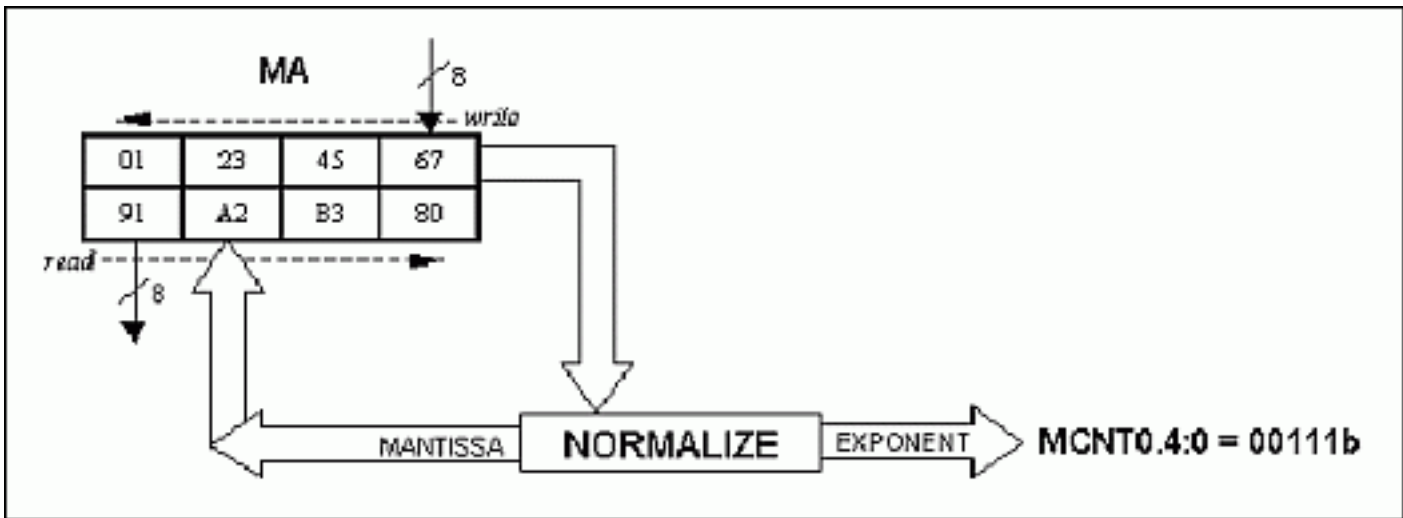 MA
8
write
01 23 45 67
91 A2 B3 80
read
8
MANTISSA NORMALIZE EXPONENT MCNT0.4:0 = 00111b